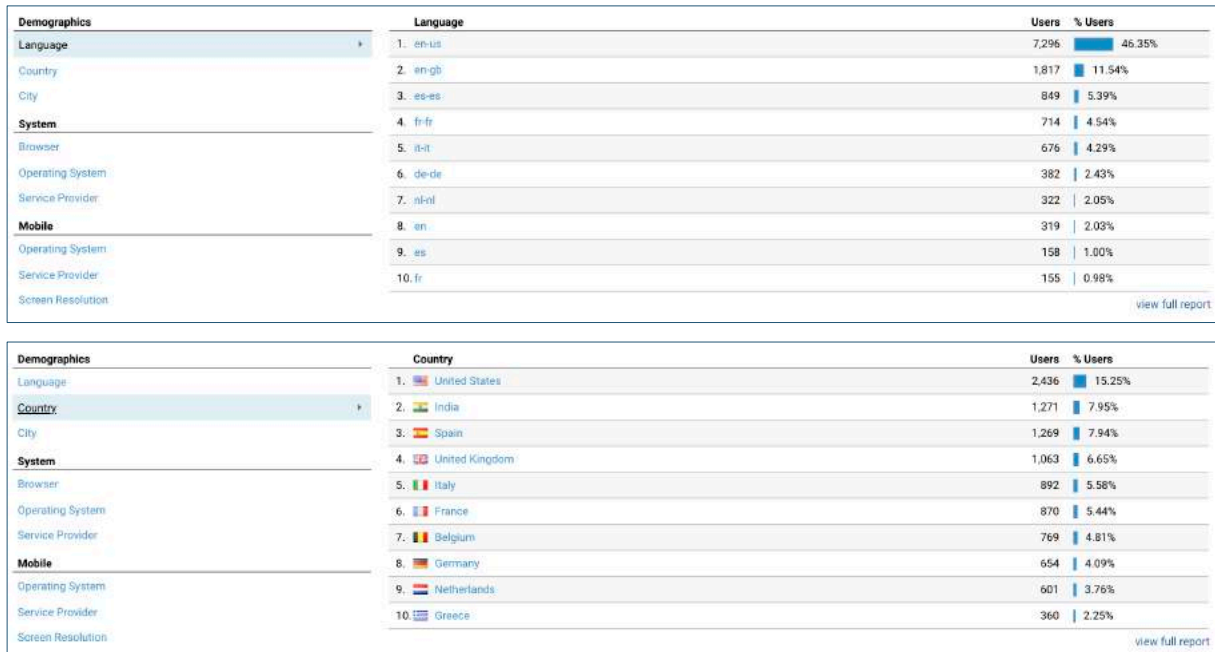 Demographics
Language
Country
City
System
Browser
Operating System
Service Provider
Mobile
Operating System
Service Provider
Screen Resolution
Language Users % Users
1. en-us 7,296 46.35%
2. en-gb 1,817 11.54%
3. es-es 849 5.39%
4. fr-fr 714 4.54%
5. it-it 676 4.29%
6. de-de 382 2.43%
7. nl-nl 322 2.05%
8. en 319 2.03%
9. es 158 1.00%
10. fr 155 0.98%
view full report
Demographics
Language
Country
City
System
Browser
Operating System
Service Provider
Mobile
Operating System
Service Provider
Screen Resolution
Country Users % Users
1. United States 2,436 15.25%
2. India 1,271 7.95%
3. Spain 1,269 7.94%
4. United Kingdom 1,063 6.65%
5. Italy 892 5.58%
6. France 870 5.44%
7. Belgium 769 4.81%
8. Germany 654 4.09%
9. Netherlands 601 3.76%
10. Greece 360 2.25%
view full report